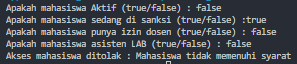 Apakah mahasiswa Aktif (true/false) : false
Apakah mahasiswa sedang di sanksi (true/false) :true
Apakah mahasiswa punya izin dosen (true/false) : false
Apakah mahasiswa asisten LAB (true/false) : false
Akses mahasiswa ditolak : Mahasiswa tidak memenuhi syarat